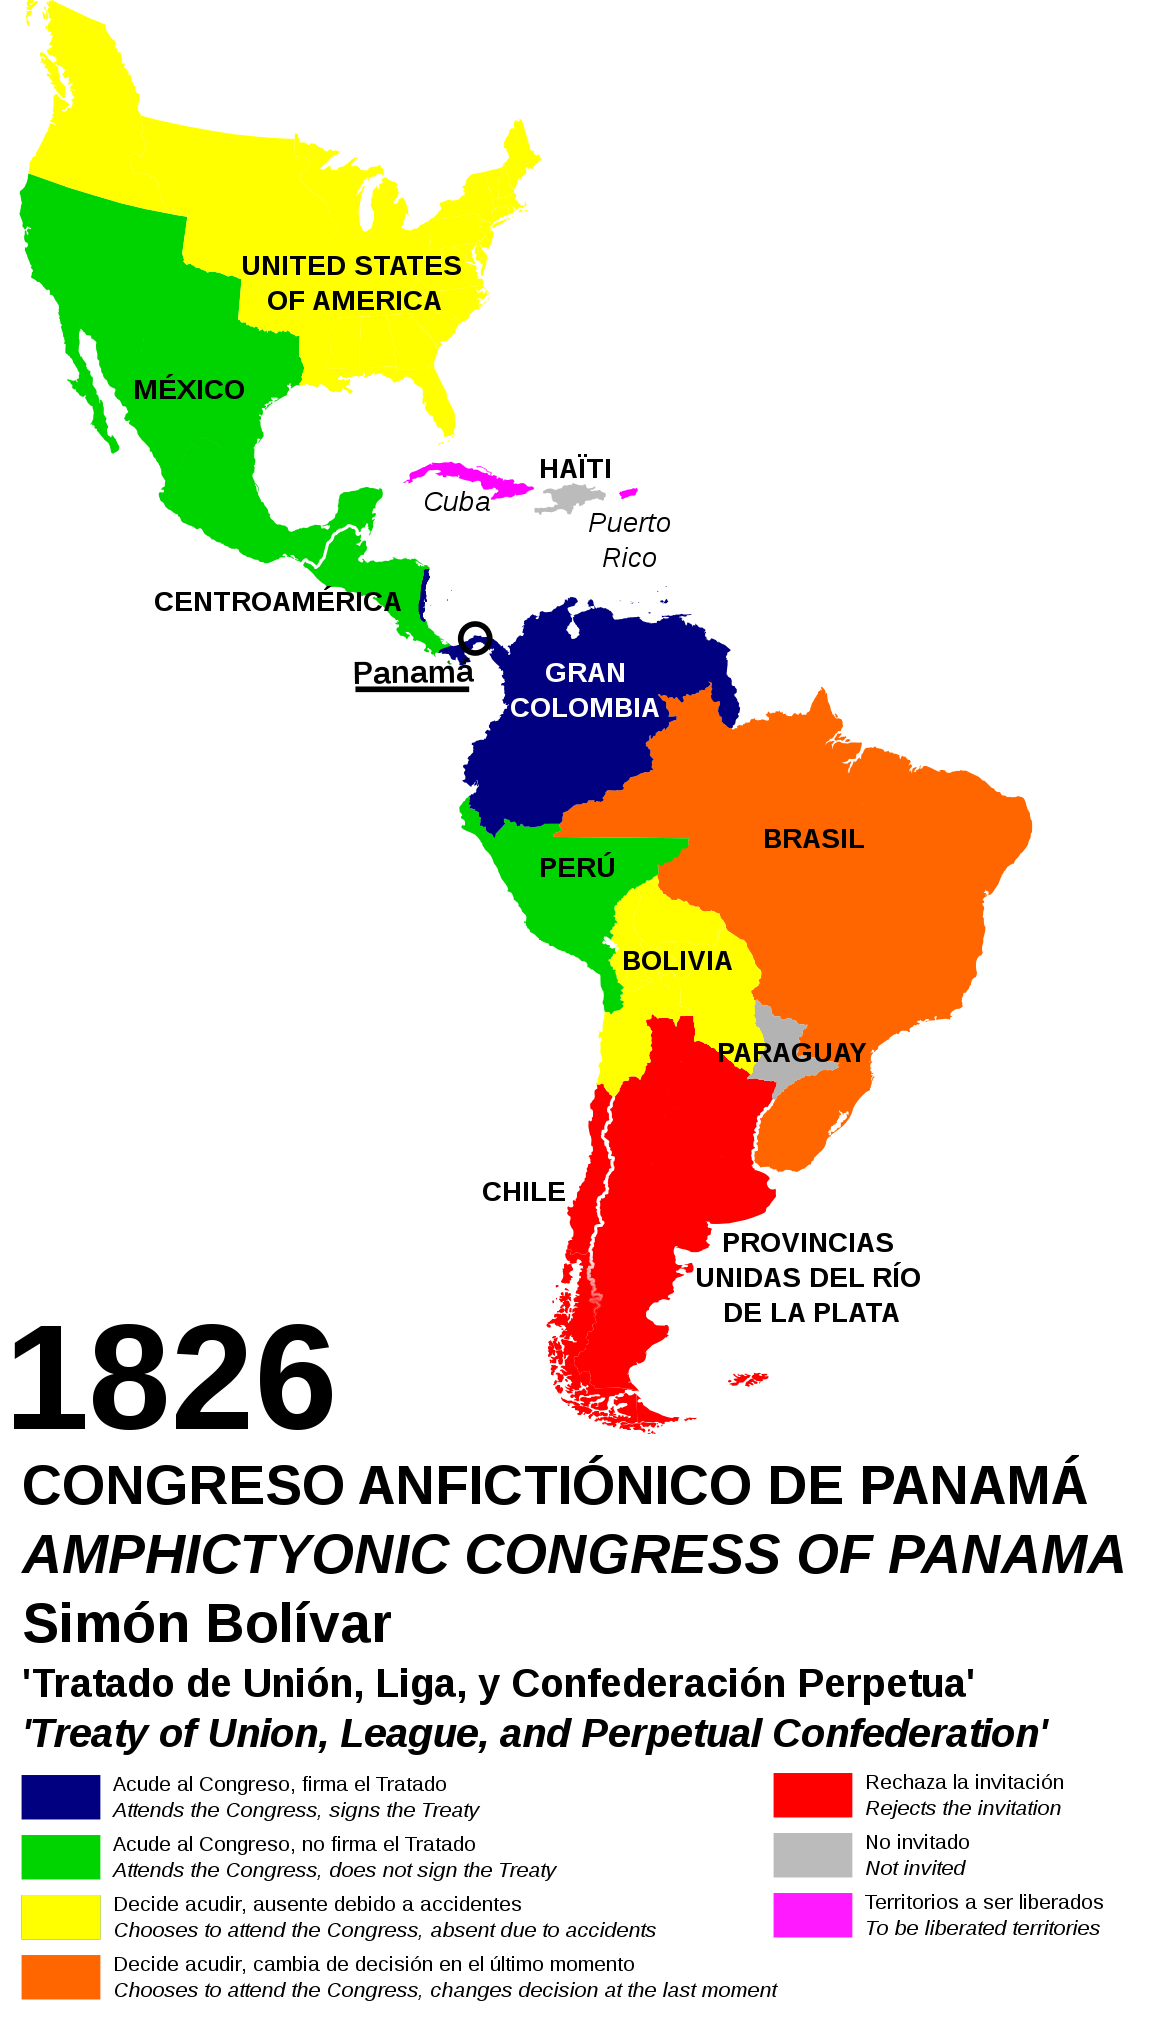 UNITED STATES
OF AMERICA
MÉXICO
HAÏTI
Cuba
Puerto
Rico
CENTROAMÉRICA
Panamá
GRAN
COLOMBIA
BRASIL
PERÚ
BOLIVIA
PARAGUAY
CHILE
PROVINCIAS
UNIDAS DEL RÍO
DE LA PLATA
1826
CONGRESO ANFICTIÓNICO DE PANAMÁ
AMPHICTYONIC CONGRESS OF PANAMA
Simón Bolívar
'Tratado de Unión, Liga, y Confederación Perpetua'
'Treaty of Union, League, and Perpetual Confederation'
Acude al Congreso, firma el Tratado
Attends the Congress, signs the Treaty
Acude al Congreso, no firma el Tratado
Attends the Congress, does not sign the Treaty
Decide acudir, ausente debido a accidentes
Chooses to attend the Congress, absent due to accidents
Decide acudir, cambia de decisión en el último momento
Chooses to attend the Congress, changes decision at the last moment
Rechaza la invitación
Rejects the invitation
No invitado
Not invited
Territorios a ser liberados
To be liberated territories